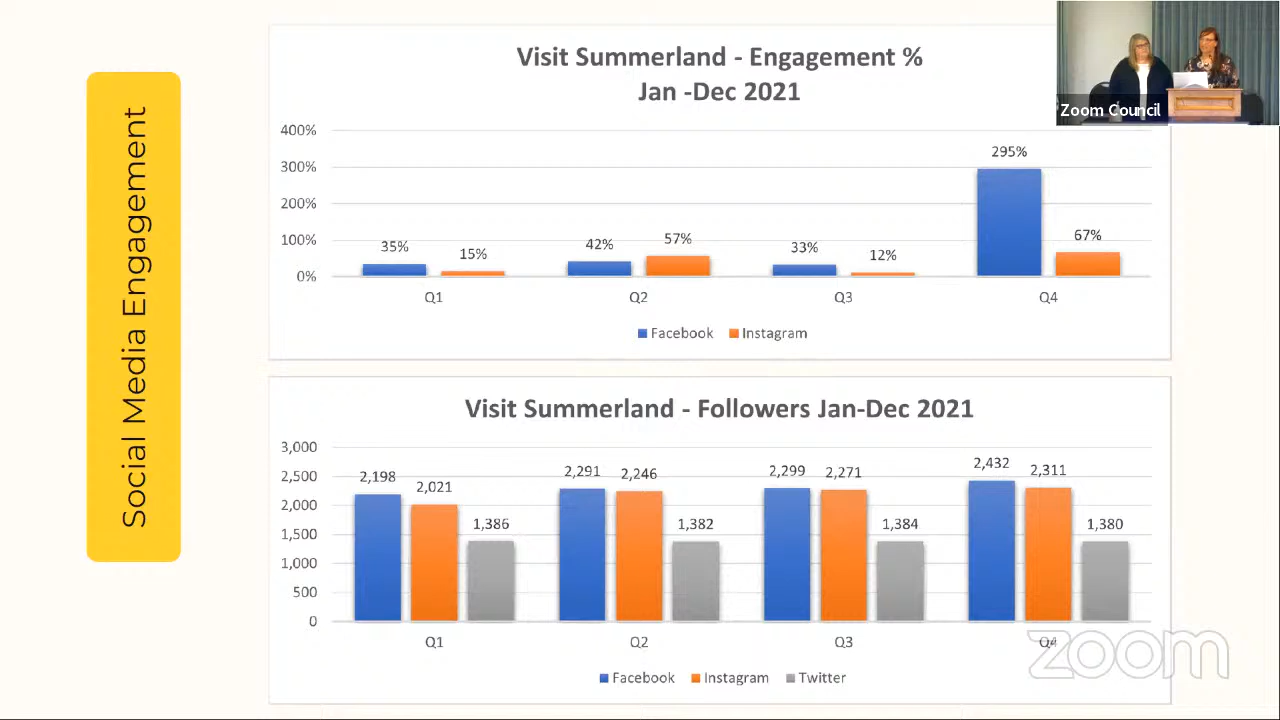 Social Media Engagement
Visit Summerland - Engagement %
Jan -Dec 2021
Zoom Council
400%
300%
200%
100%
0%
35%
15%
42%
57%
33%
12%
295%
67%
Q1
Q2
Q3
Q4
Facebook
Instagram
Visit Summerland - Followers Jan-Dec 2021
3,000
2,500
2,000
1,500
1,000
500
0
2,198
2,021
1,386
2,291
2,246
1,382
2,299
2,271
1,384
2,432
2,311
1,380
Q1
Q2
Q3
Q4
Facebook
Instagram
Twitter
zoom